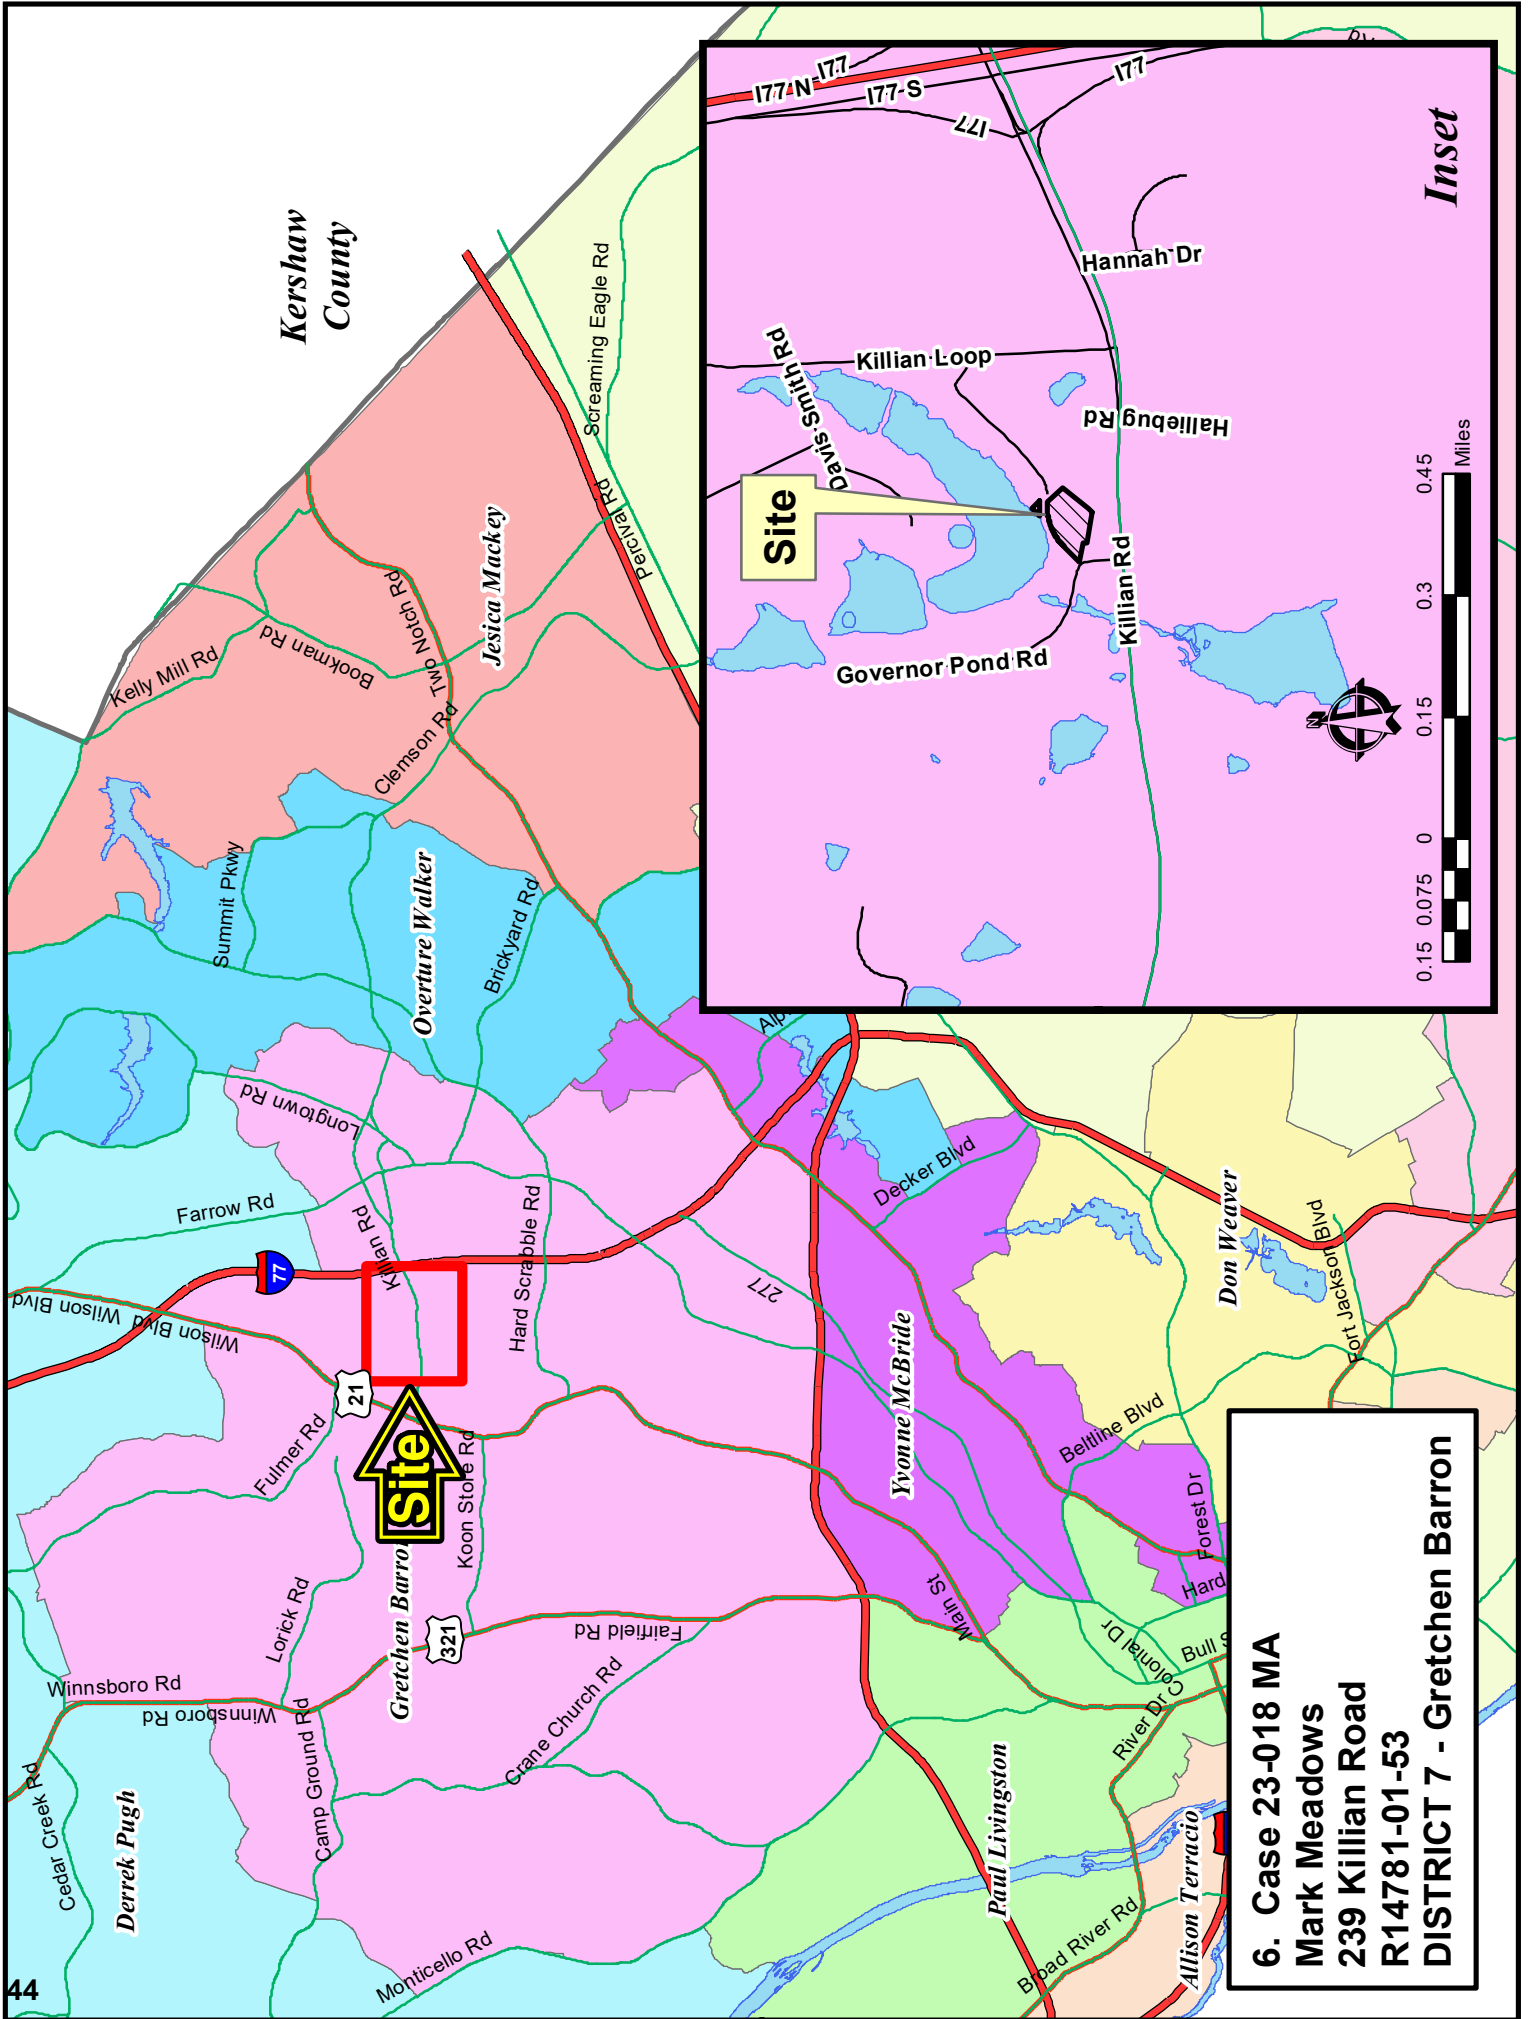 44
Kershaw
County
Derrek Pugh
Cedar Creek Rd
Winnsboro Rd
Winnsboro Rd
Lorick Rd
Camp Ground Rd
Monticello Rd
Crane Church Rd
Fairfield Rd
321
Gretchen Barro
Koon Store Rd
Fulmer Rd
Site
21
Wilson Blvd
Wilson Blvd
Wilson Blvd
77
Farrow Rd
Killian Rd
Longtown Rd
Hard Scrabble Rd
277
Summit Pkwy
Overture Walker
Brickyard Rd
Clemson Rd
Kelly Mill Rd
Bookman Rd
Two Notch Rd
Jesica Mackey
Percival Rd
Screaming Eagle Rd
Alp
Decker Blvd
Yvonne McBride
Don Weaver
Fort Jackson Blvd
Beltline Blvd
Forest Dr
Hard
Main St
Colonial Dr
Bull S
River Dr
Paul Livingston
Broad River Rd
Allison Terracio
Rd
Inset
Site
I77 N
I77
I77 S
I77
I77
Hannah Dr
Killian Loop
Davis Smith Rd
Halliebug Rd
Killian Rd
Governor Pond Rd
N
0.15 0.075 0 0.15 0.3 0.45
Miles
6. Case 23-018 MA
Mark Meadows
239 Killian Road
R14781-01-53
DISTRICT 7 - Gretchen Barron